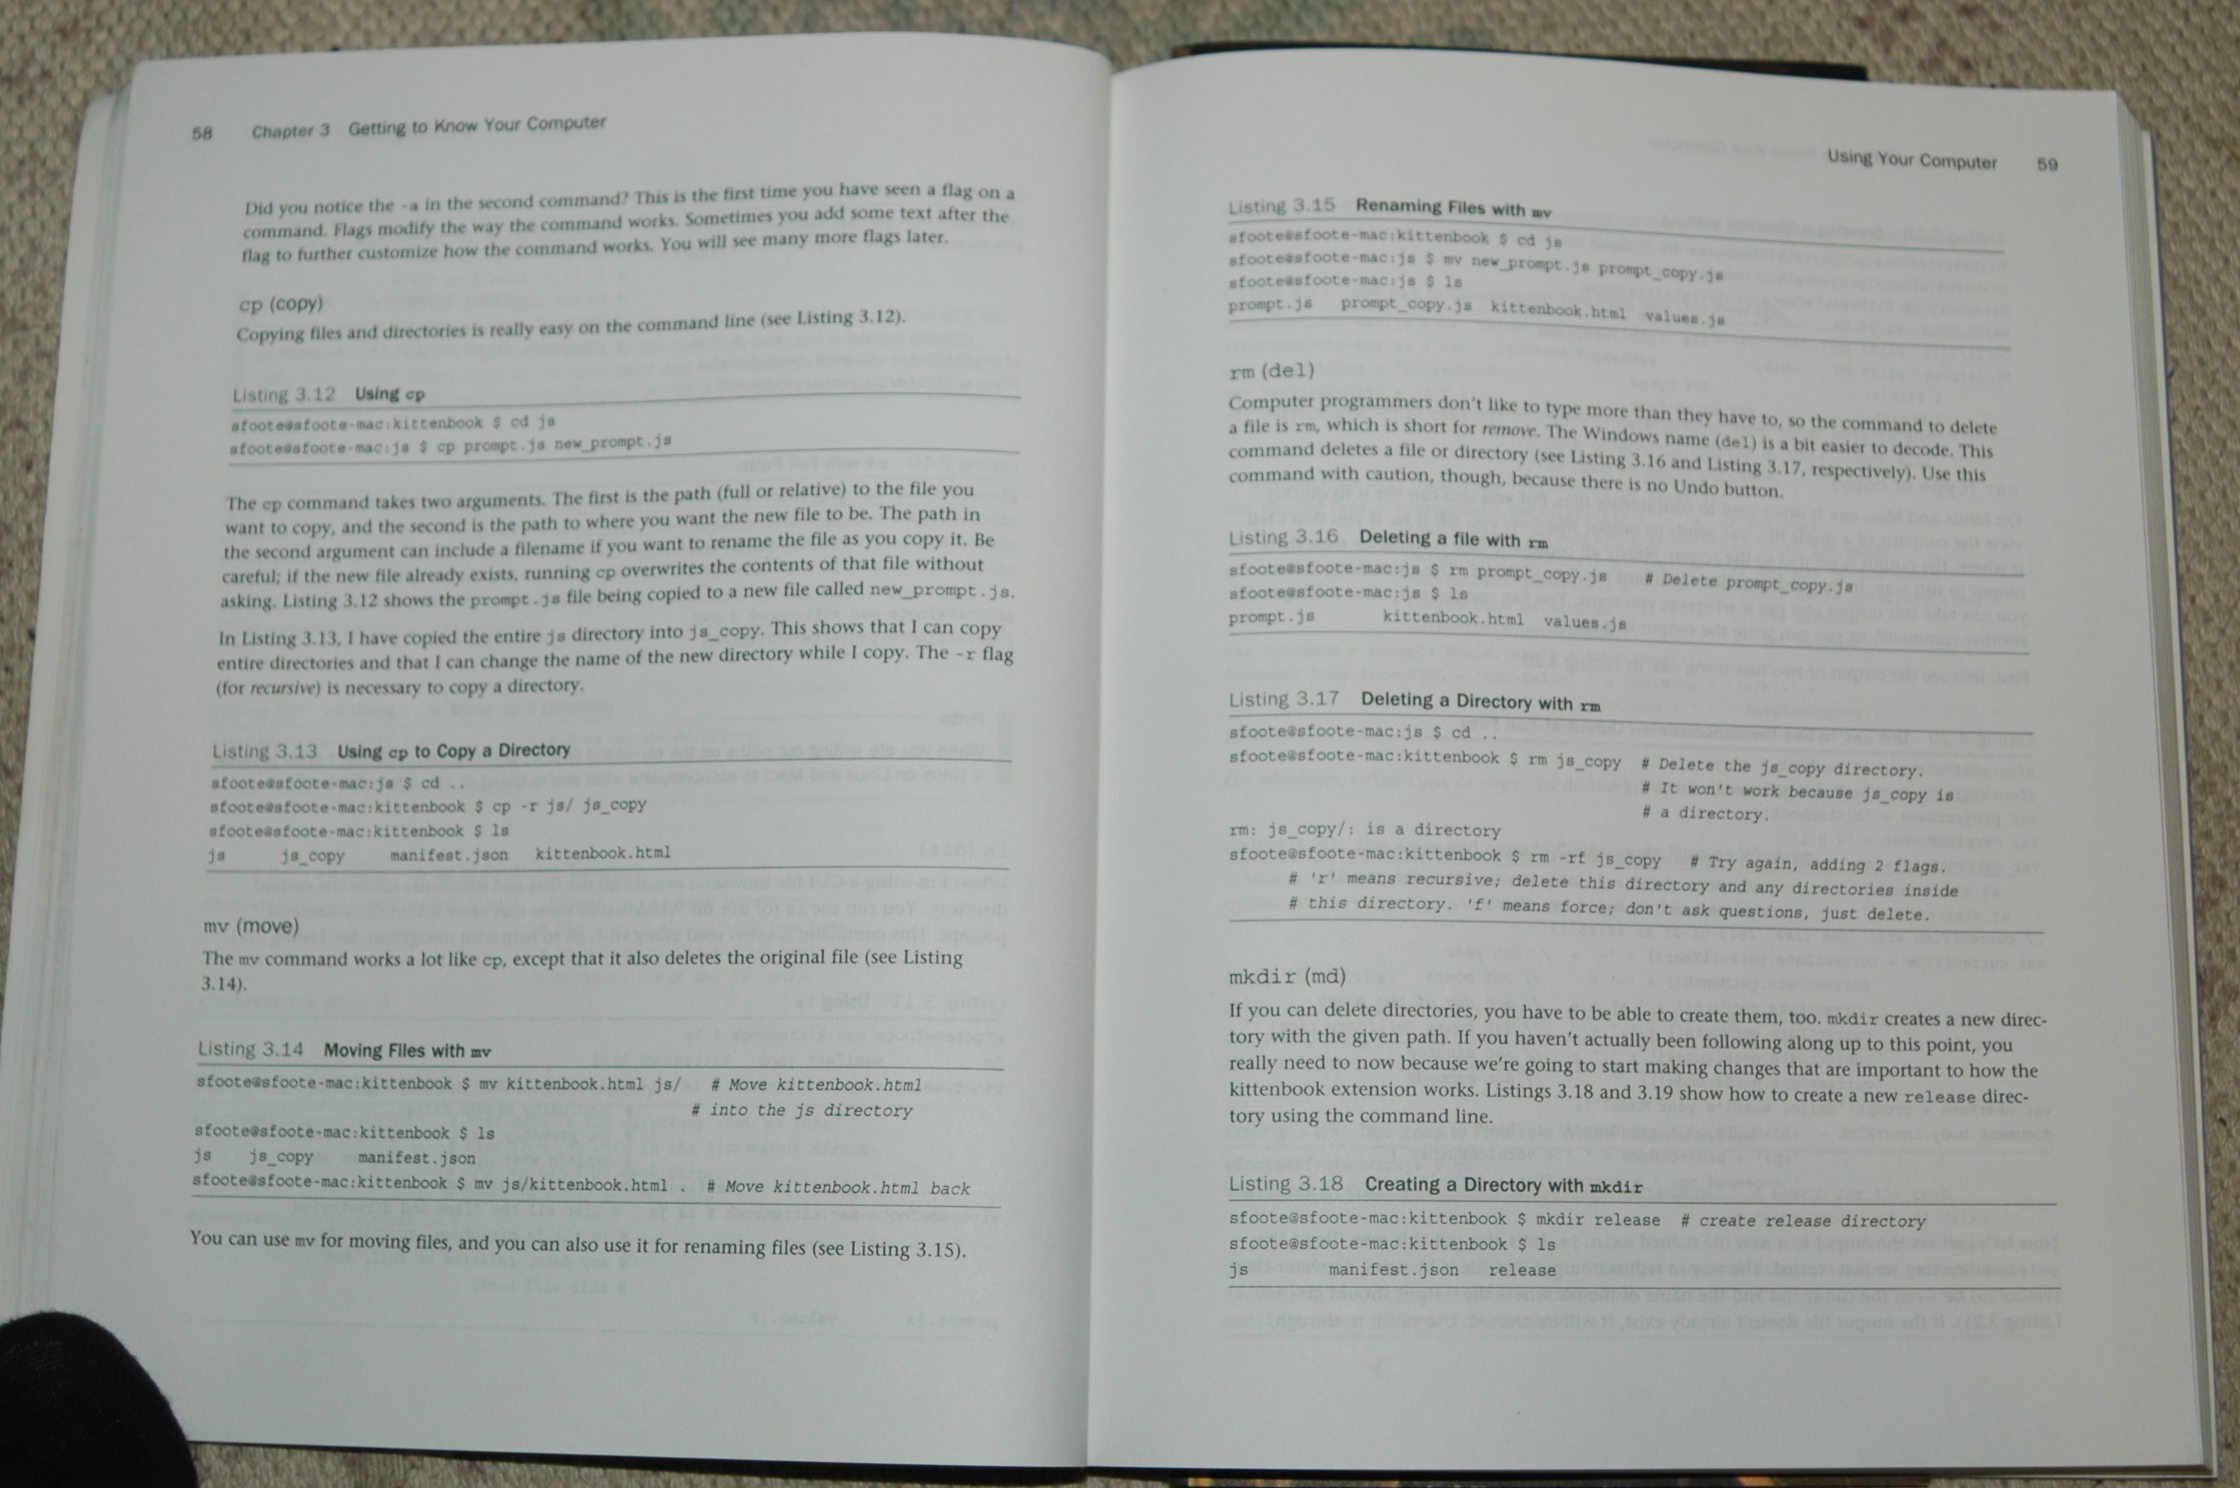 58 Chapter 3 Getting to Know Your Computer
Did you notice the -a in the second command? This is the first time you have seen a flag on a
command. Flags modify the way the command works. Sometimes you add some text after the
flag to further customize how the command works. You will see many more flags later.
cp (copy)
Copying files and directories is really easy on the command line (see Listing 3.12).
Listing 3.12 Using cp
sfoote@sfoote-mac:kittenbook $ cd js
sfoote@sfoote-mac:js $ cp prompt.js new_prompt.js
The cp command takes two arguments. The first is the path (full or relative) to the file you
want to copy, and the second is the path to where you want the new file to be. The path in
the second argument can include a filename if you want to rename the file as you copy it. Be
careful; if the new file already exists, running cp overwrites the contents of that file without
asking. Listing 3.12 shows the prompt.js file being copied to a new file called new_prompt.js.
In Listing 3.13, I have copied the entire js directory into js_copy. This shows that I can copy
entire directories and that I can change the name of the new directory while I copy. The -r flag
(for recursive) is necessary to copy a directory.
Listing 3.13 Using cp to Copy a Directory
sfoote@sfoote-mac:js $ cd ..
sfoote@sfoote-mac:kittenbook $ cp -r js/ js_copy
sfoote@sfoote-mac:kittenbook $ ls
js js_copy manifest.json kittenbook.html
mv (move)
The mv command works a lot like cp, except that it also deletes the original file (see Listing
3.14).
Listing 3.14 Moving Files with mv
sfoote@sfoote-mac:kittenbook $ mv kittenbook.html js/ # Move kittenbook.html
# into the js directory
sfoote@sfoote-mac:kittenbook $ ls
js js_copy manifest.json
sfoote@sfoote-mac:kittenbook $ mv js/kittenbook.html . # Move kittenbook.html back
You can use mv for moving files, and you can also use it for renaming files (see Listing 3.15).
Using Your Computer 59
Listing 3.15 Renaming Files with mv
sfoote@sfoote-mac:kittenbook $ cd js
sfoote@sfoote-mac:js $ mv new_prompt.js prompt_copy.js
sfoote@sfoote-mac:js $ ls
prompt.js prompt_copy.js kittenbook.html values.js
rm (del)
Computer programmers don't like to type more than they have to, so the command to delete
a file is rm, which is short for remove. The Windows name (del) is a bit easier to decode. This
command deletes a file or directory (see Listing 3.16 and Listing 3.17, respectively). Use this
command with caution, though, because there is no Undo button.
Listing 3.16 Deleting a file with rm
sfoote@sfoote-mac:js $ rm prompt_copy.js # Delete prompt_copy.js
sfoote@sfoote-mac:js $ ls
prompt.js kittenbook.html values.js
Listing 3.17 Deleting a Directory with rm
sfoote@sfoote-mac:js $ cd ..
sfoote@sfoote-mac:kittenbook $ rm js_copy # Delete the js_copy directory.
# It won't work because js_copy is
# a directory.
rm: js_copy/: is a directory
sfoote@sfoote-mac:kittenbook $ rm -rf js_copy # Try again, adding 2 flags.
# 'r' means recursive; delete this directory and any directories inside
# this directory. 'f' means force; don't ask questions, just delete.
mkdir (md)
If you can delete directories, you have to be able to create them, too. mkdir creates a new direc-
tory with the given path. If you haven't actually been following along up to this point, you
really need to now because we're going to start making changes that are important to how the
kittenbook extension works. Listings 3.18 and 3.19 show how to create a new release direc-
tory using the command line.
Listing 3.18 Creating a Directory with mkdir
sfoote@sfoote-mac:kittenbook $ mkdir release # create release directory
sfoote@sfoote-mac:kittenbook $ ls
js manifest.json release